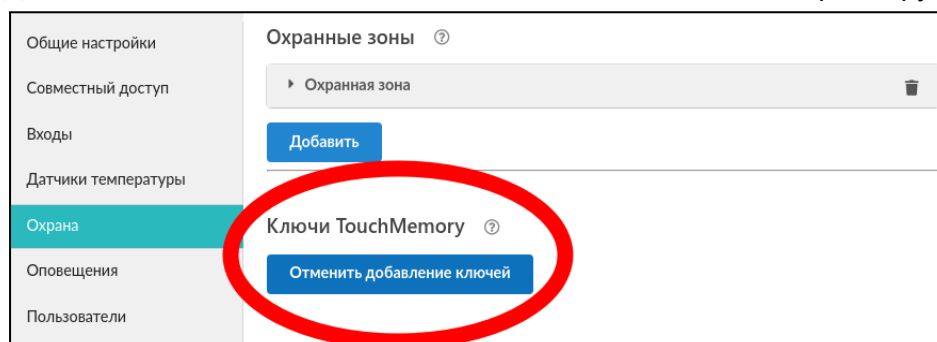 Общие настройки
Совместный доступ
Входы
Датчики температуры
Охрана
Оповещения
Пользователи
Охранные зоны ?
Охранная зона
Добавить
Ключи TouchMemory ?
Отменить добавление ключей